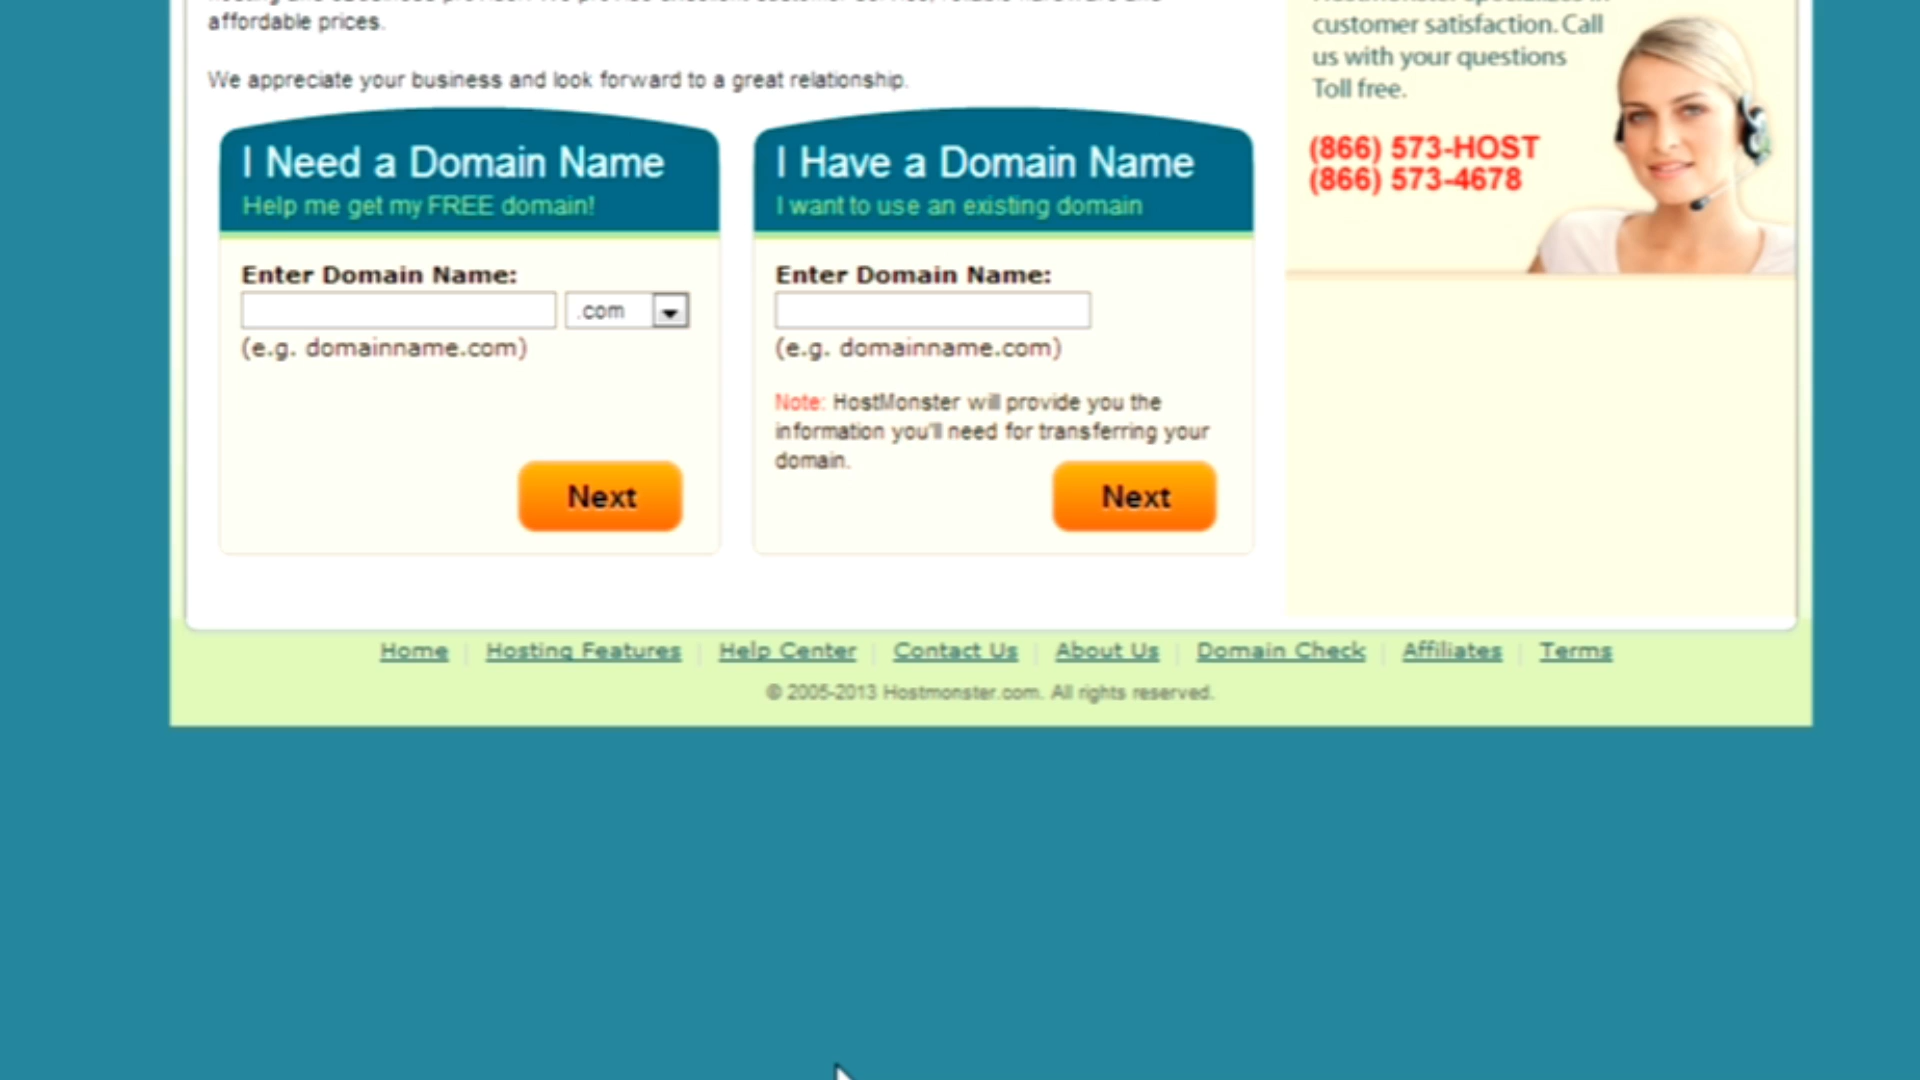 affordable prices.
We appreciate your business and look forward to a great relationship.
I Need a Domain Name
Help me get my FREE domain!
Enter Domain Name:
.com
(e.g. domainname.com)
Next
I Have a Domain Name
I want to use an existing domain
Enter Domain Name:
(e.g. domainname.com)
Note: HostMonster will provide you the
information you'll need for transferring your
domain.
Next
customer satisfaction. Call
us with your questions
Toll free.
(866) 573-HOST
(866) 573-4678
Home | Hosting Features | Help Center | Contact Us | About Us | Domain Check | Affiliates | Terms
© 2005-2013 Hostmonster.com. All rights reserved.